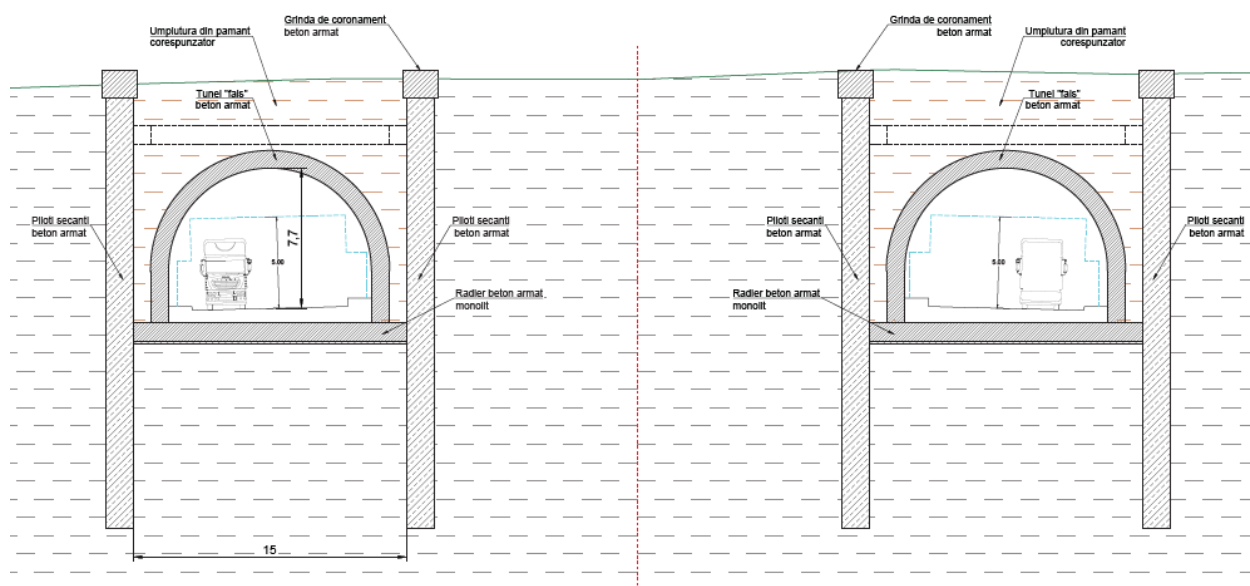 Grinda de coronament
beton armat
Umplutura din pamant
corespunzator
Tunel "fals"
beton armat
Piloti secanti
beton armat
7,7
5.00
Piloti secanti
beton armat
Radier beton armat
monolit
15
Grinda de coronament
beton armat
Umplutura din pamant
corespunzator
Tunel "fals"
beton armat
Piloti secanti
beton armat
5.00
Piloti secanti
beton armat
Radier beton armat
monolit